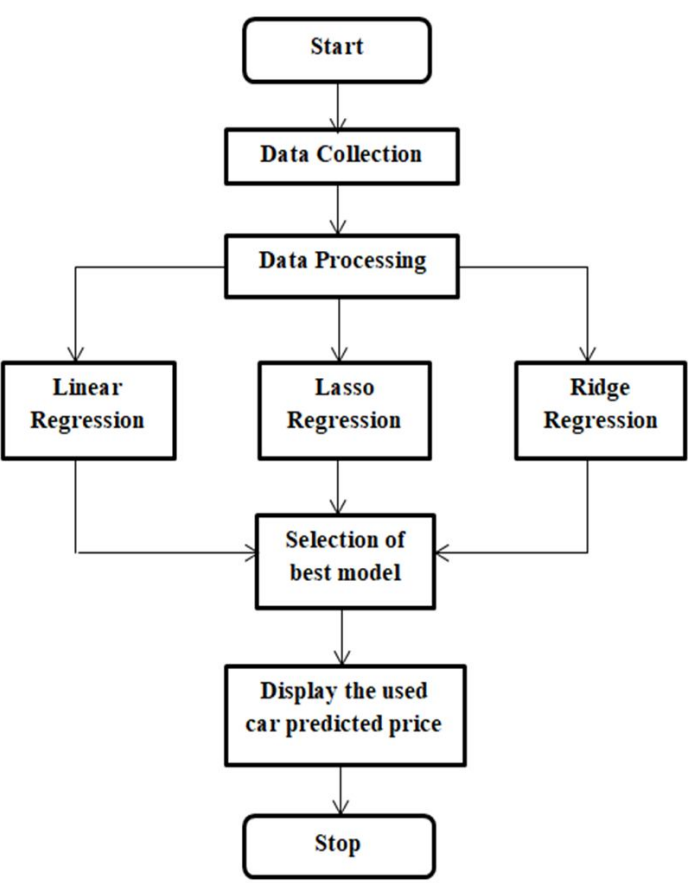 Start
Data Collection
Data Processing
Linear
Regression
Lasso
Regression
Ridge
Regression
Selection of
best model
Display the used
car predicted price
Stop